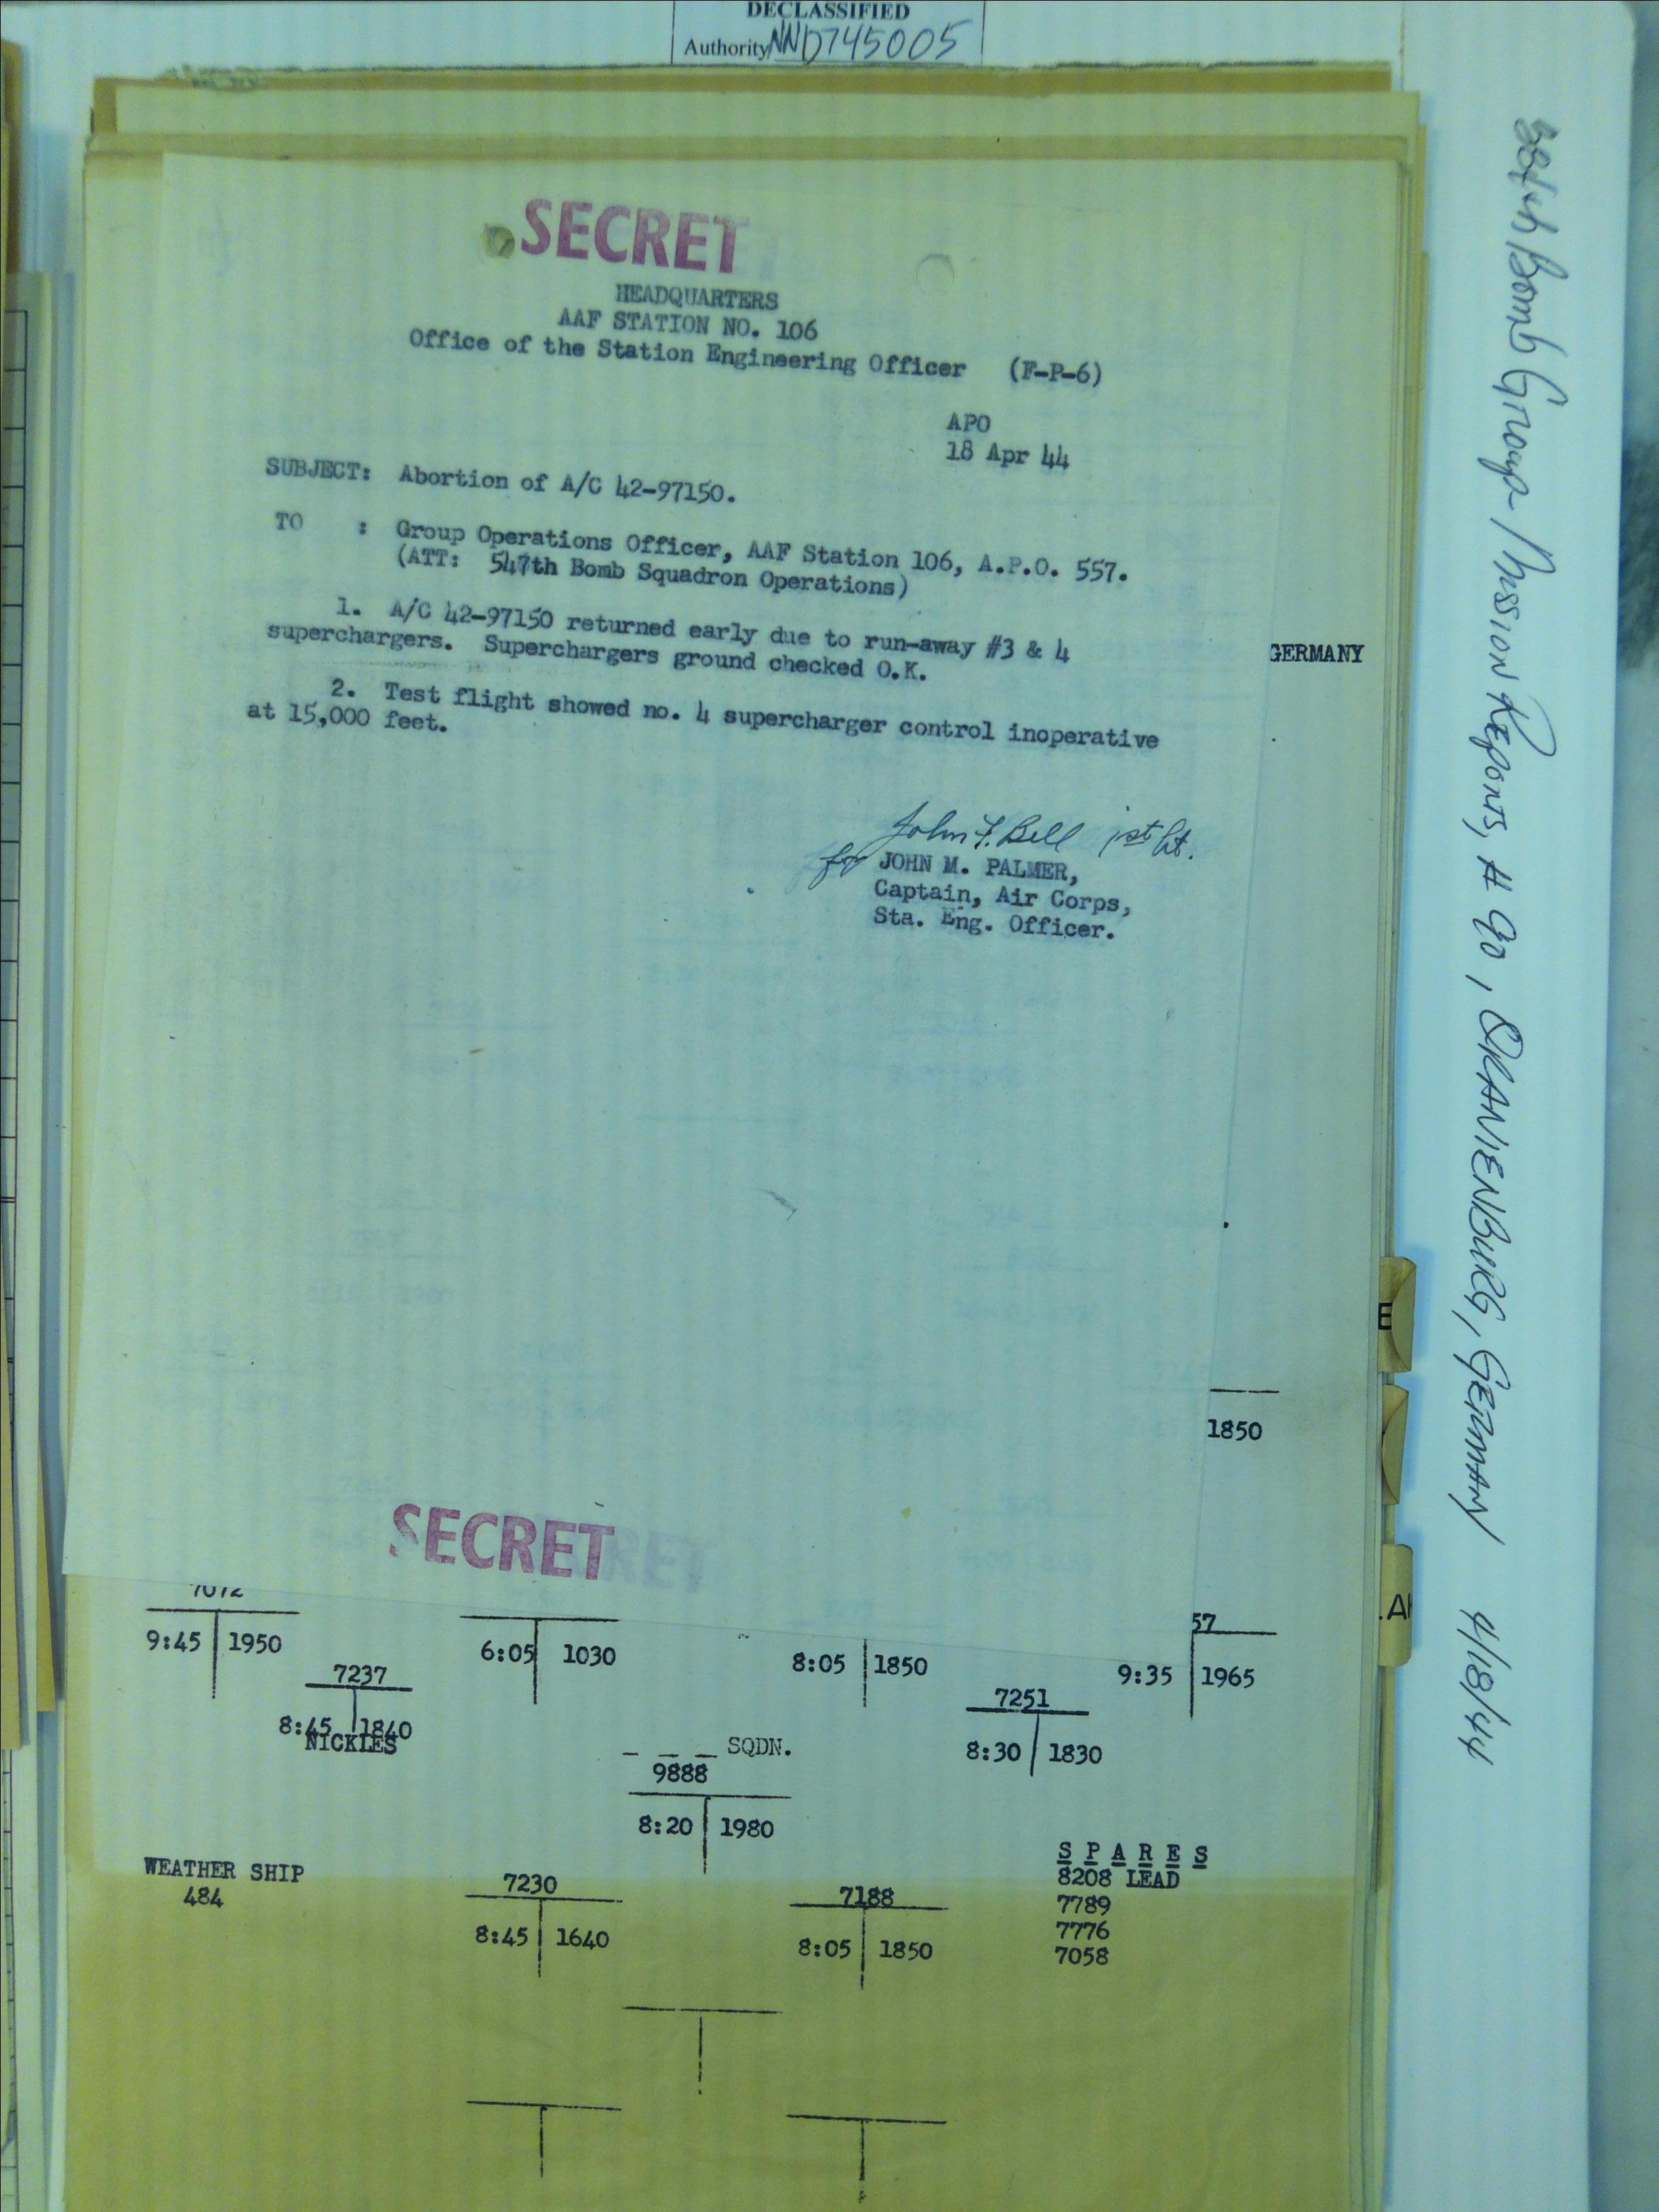 DECLASSIFIED
Authority NND745005
SECRET
HEADQUARTERS
AAF STATION NO. 106
Office of the Station Engineering Officer (F-P-6)
APO
18 Apr 44
SUBJECT: Abortion of A/C 42-97150.
TO : Group Operations Officer, AAF Station 106, A.P.O. 557.
(ATT: 547th Bomb Squadron Operations)
1. A/C 42-97150 returned early due to run-away #3 & 4
superchargers. Superchargers ground checked O.K.
2. Test flight showed no. 4 supercharger control inoperative
at 15,000 feet.
John F. Bell 1st Lt.
for JOHN M. PALMER,
Captain, Air Corps,
Sta. Eng. Officer.
SECRET
GERMANY
1850
7072
9:45 1950
7237
8:45 1840
NICKLES
6:05 1030
8:05 1850
57
9:35 1965
7251
8:30 1830
_ _ _ SQDN.
9888
8:20 1980
WEATHER SHIP
484
7230
8:45 1640
7188
8:05 1850
S P A R E S
8208 LEAD
7789
7776
7058
E
AH
384th Bomb Group / Mission Reports, # 90, ORANIENBURG, GERMANY 4/18/44